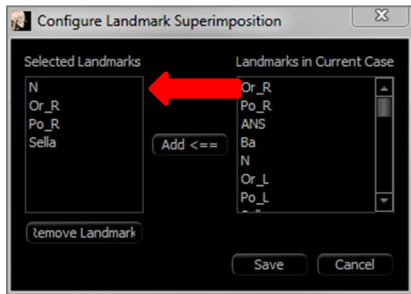 Configure Landmark Superimposition
Selected Landmarks
N
Or_R
Po_R
Sella
Remove Landmark
Add <==
Landmarks in Current Case
Or_R
Po_R
ANS
Ba
N
Or_L
Po_L
Save
Cancel